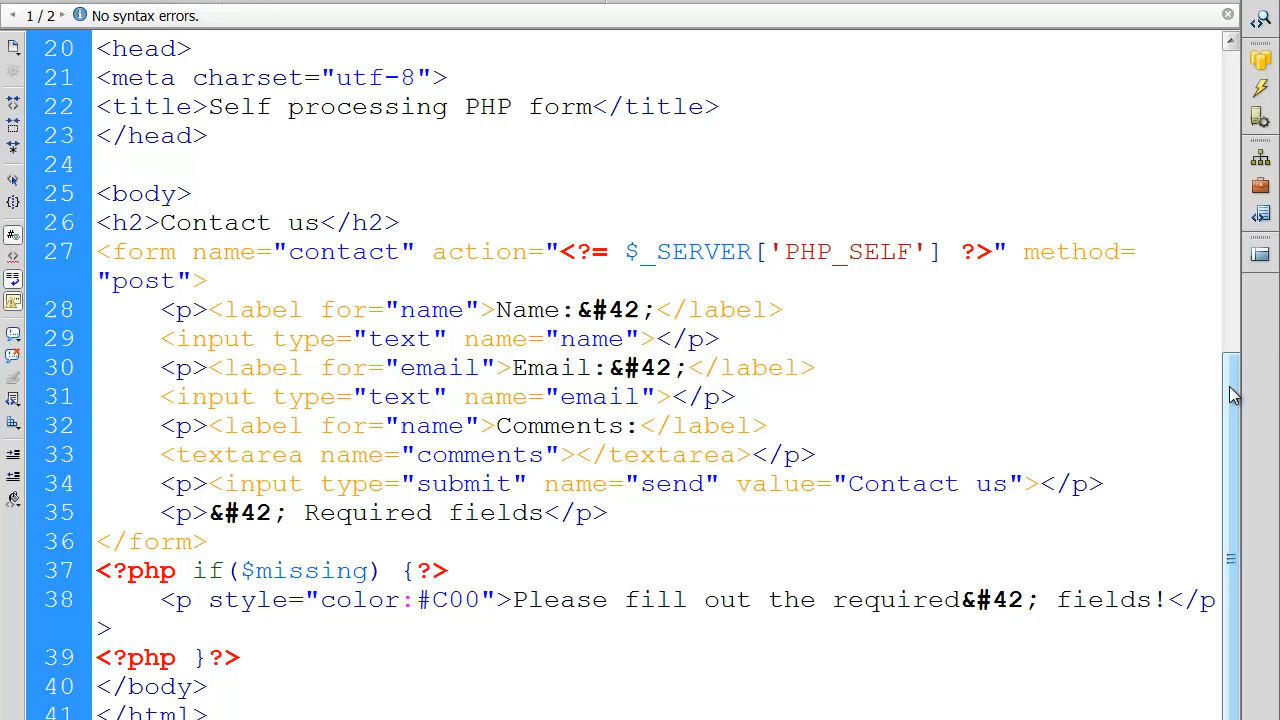 1 / 2 No syntax errors.
20 <head>
21 <meta charset="utf-8">
22 <title>Self processing PHP form</title>
23 </head>
24
25 <body>
26 <h2>Contact us</h2>
27 <form name="contact" action="<?= $_SERVER['PHP_SELF'] ?>" method=
"post">
28 <p><label for="name">Name:&#42;</label>
29 <input type="text" name="name"></p>
30 <p><label for="email">Email:&#42;</label>
31 <input type="text" name="email"></p>
32 <p><label for="name">Comments:</label>
33 <textarea name="comments"></textarea></p>
34 <p><input type="submit" name="send" value="Contact us"></p>
35 <p>&#42; Required fields</p>
36 </form>
37 <?php if($missing) {?>
38 <p style="color:#C00">Please fill out the required&#42; fields!</p
>
39 <?php }?>
40 </body>
41 </html>